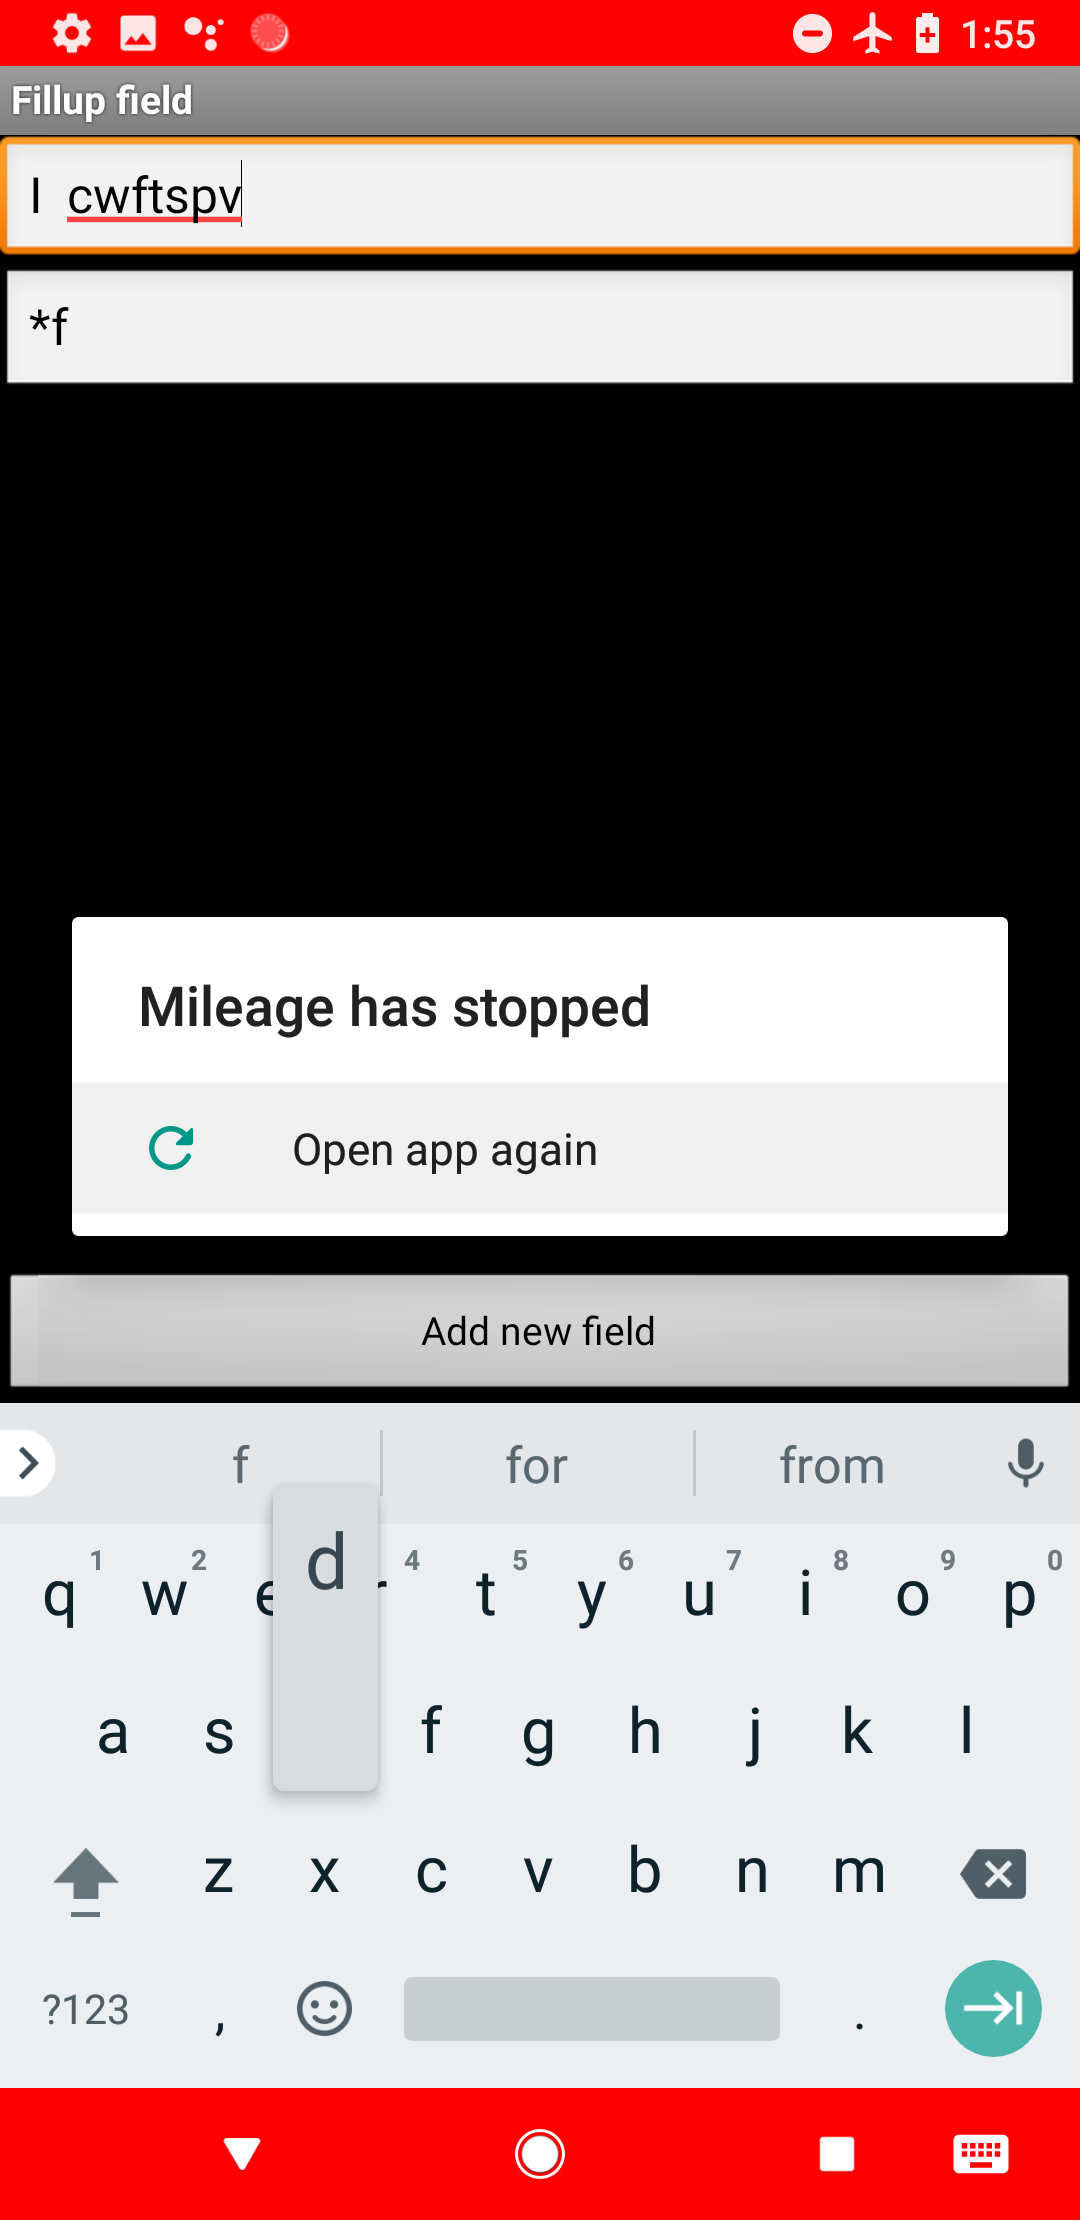 1:55
Fillup field
I cwftspv
*f
Mileage has stopped
Open app again
Add new field
f for from
1 2 4 5 6 7 8 9 0
q w e d r t y u i o p
a s f g h j k l
z x c v b n m
?123 , .